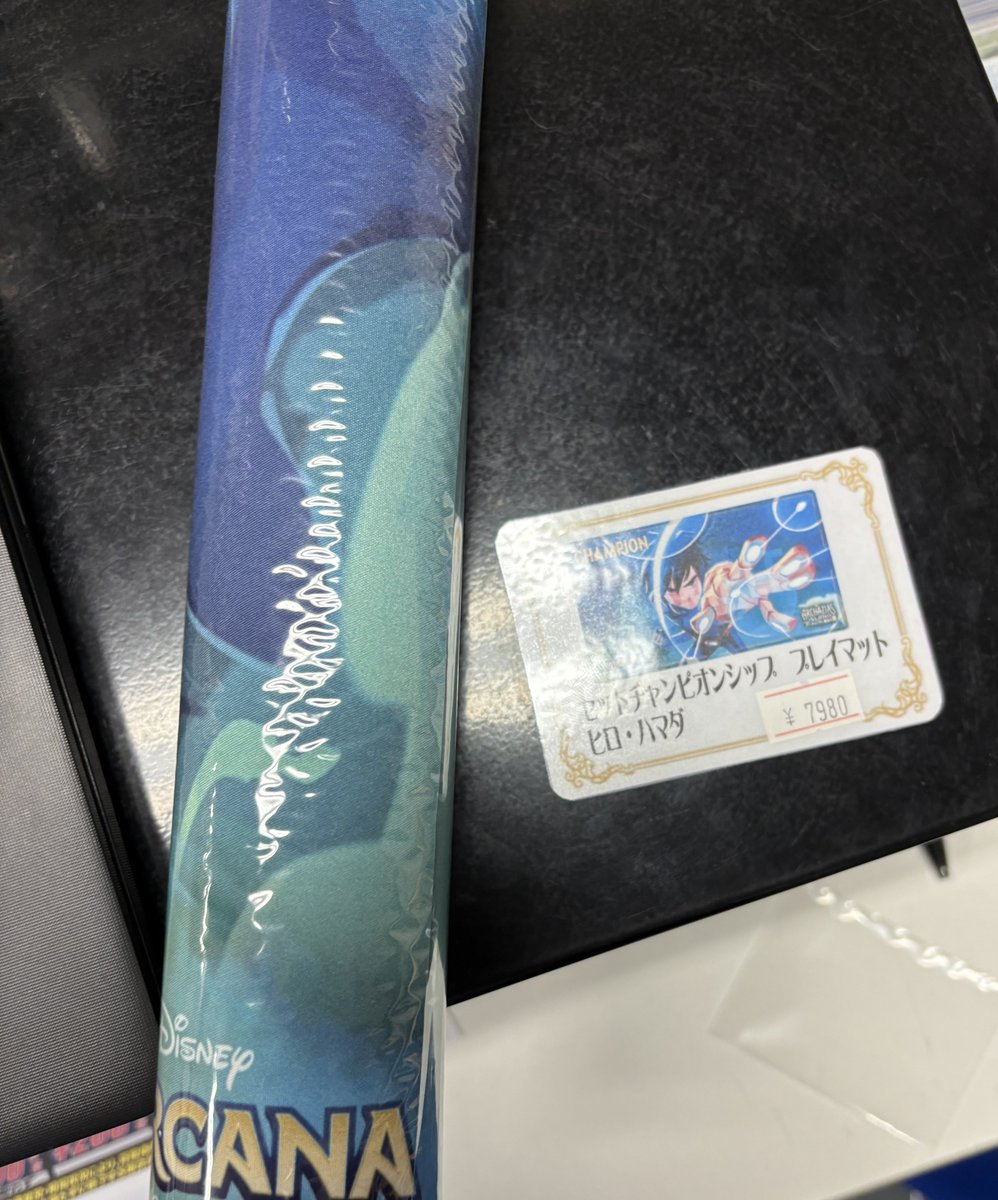 HAMPION
セットチャンピオンシップ プレイマット
ヒロ・ハマダ
¥ 7980
DISNEY
RCANA